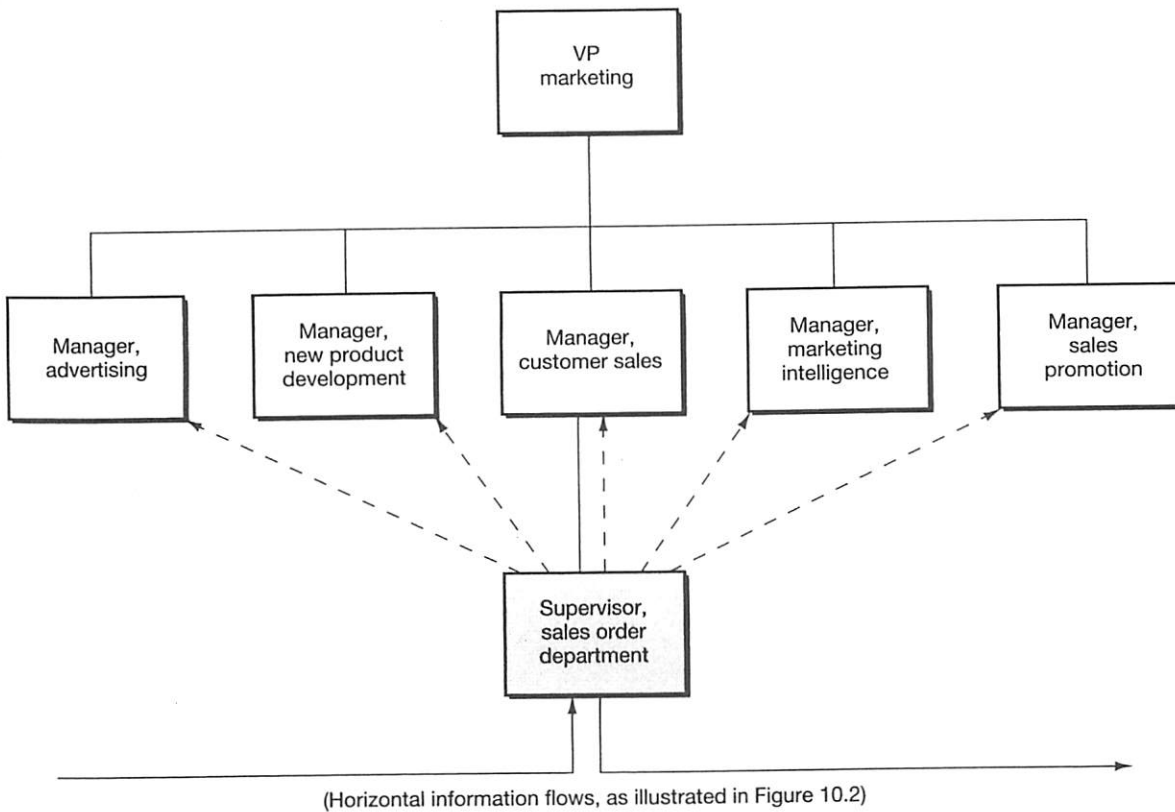 VP
marketing
Manager,
advertising
Manager,
new product
development
Manager,
customer sales
Manager,
marketing
intelligence
Manager,
sales
promotion
Supervisor,
sales order
department
(Horizontal information flows, as illustrated in Figure 10.2)